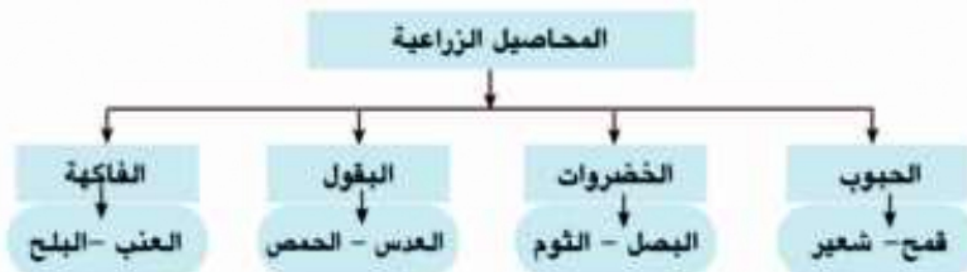 المحاصيل الزراعية
الحبوب
الخضروات
البقول
الفاكهة
قمح - شعير
البصل - الثوم
العدس - الحمص
العنب - البلح